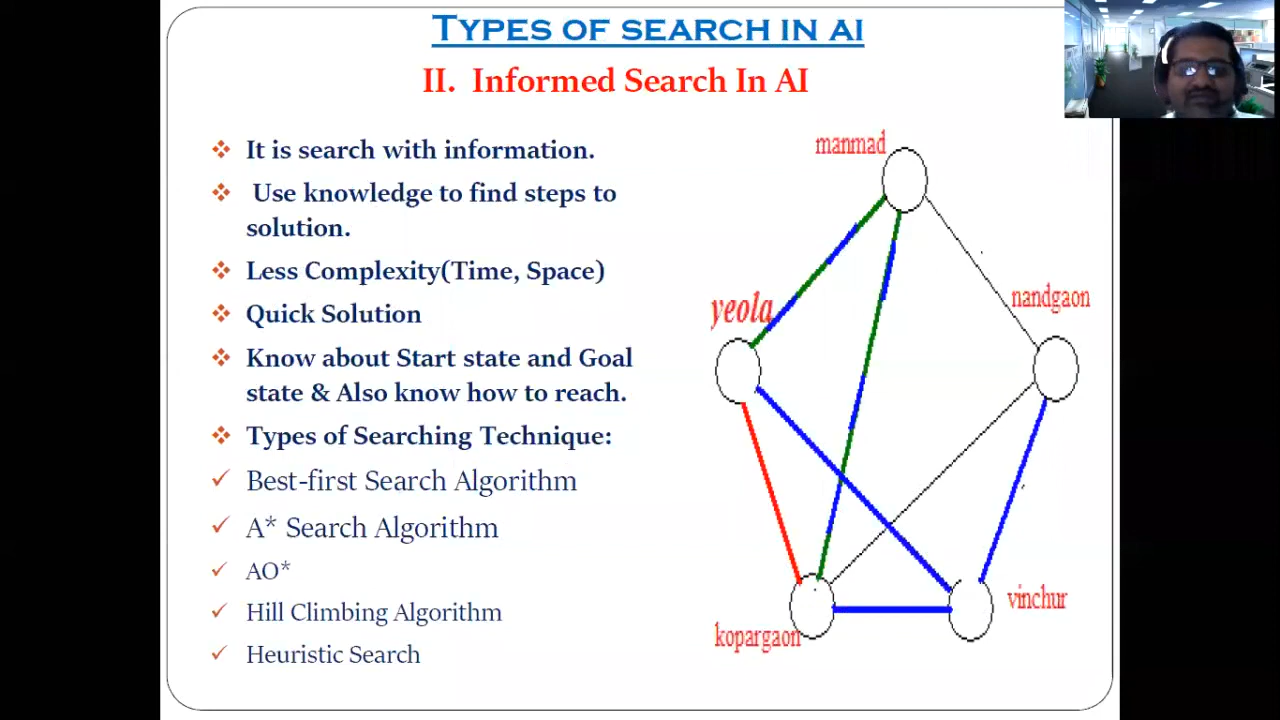 TYPES OF SEARCH IN AI
II. Informed Search In AI
It is search with information.
Use knowledge to find steps to
solution.
Less Complexity(Time, Space)
Quick Solution
Know about Start state and Goal
state & Also know how to reach.
Types of Searching Technique:
Best-first Search Algorithm
A* Search Algorithm
AO*
Hill Climbing Algorithm
Heuristic Search
manmad
nandgaon
yeola
vinchur
kopargaon